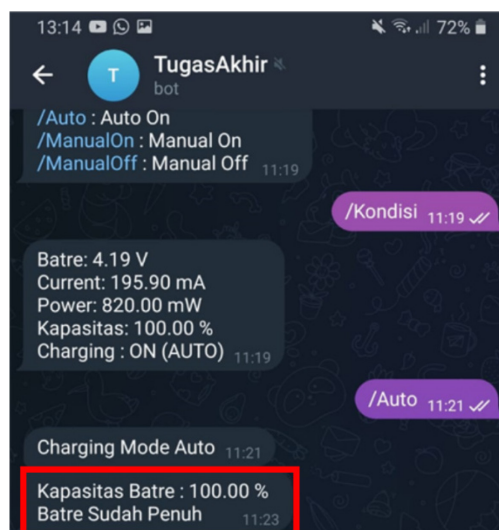 13:14 72%
T TugasAkhir
bot
/Auto : Auto On
/ManualOn : Manual On
/ManualOff : Manual Off 11:19
/Kondisi 11:19
Batre: 4.19 V
Current: 195.90 mA
Power: 820.00 mW
Kapasitas: 100.00 %
Charging : ON (AUTO) 11:19
/Auto 11:21
Charging Mode Auto 11:21
Kapasitas Batre : 100.00 %
Batre Sudah Penuh 11:23